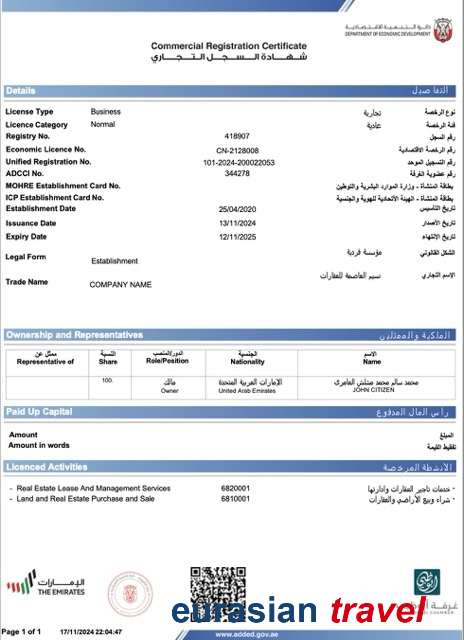 دائرة التنمية الاقتصادية
DEPARTMENT OF ECONOMIC DEVELOPMENT
Commercial Registration Certificate
شهادة السجل التجاري
Details التفاصيل
License Type Business تجارية نوع الرخصة
Licence Category Normal عادية فئة الرخصة
Registry No. 418907 رقم السجل
Economic Licence No. CN-2128008 رقم الرخصة الاقتصادية
Unified Registration No. 101-2024-200022053 رقم التسجيل الموحد
ADCCI No. 344278 رقم عضوية الغرفة
MOHRE Establishment Card No. بطاقة المنشأة - وزارة الموارد البشرية والتوطين
ICP Establishment Card No. بطاقة المنشأة - الهيئة الاتحادية للهوية والجنسية
Establishment Date 25/04/2020 تاريخ التأسيس
Issuance Date 13/11/2024 تاريخ الأصدار
Expiry Date 12/11/2025 تاريخ الإنتهاء
Legal Form Establishment مؤسسة فردية الشكل القانوني
Trade Name COMPANY NAME نسيم العاصفة للعقارات الإسم التجاري
Ownership and Representatives الملكية والممثلين
ممثل عن النسبة الدور/المنصب الجنسية الاسم
Representative of Share Role/Position Nationality Name
100. مالك الإمارات العربية المتحدة محمد سالم محمد العامري
Owner United Arab Emirates JOHN CITIZEN
Paid Up Capital رأس المال المدفوع
Amount المبلغ
Amount in words تفقيط القيمة
Licenced Activities الأنشطة المرخصة
- Real Estate Lease And Management Services 6820001 - خدمات تأجير العقارات وادارتها
- Land and Real Estate Purchase and Sale 6810001 - شراء وبيع الأراضي والعقارات
الإمارات
THE EMIRATES
غرفة أبوظبي
eurasian travel
Page 1 of 1 17/11/2024 22:04:47 www.added.gov.ae